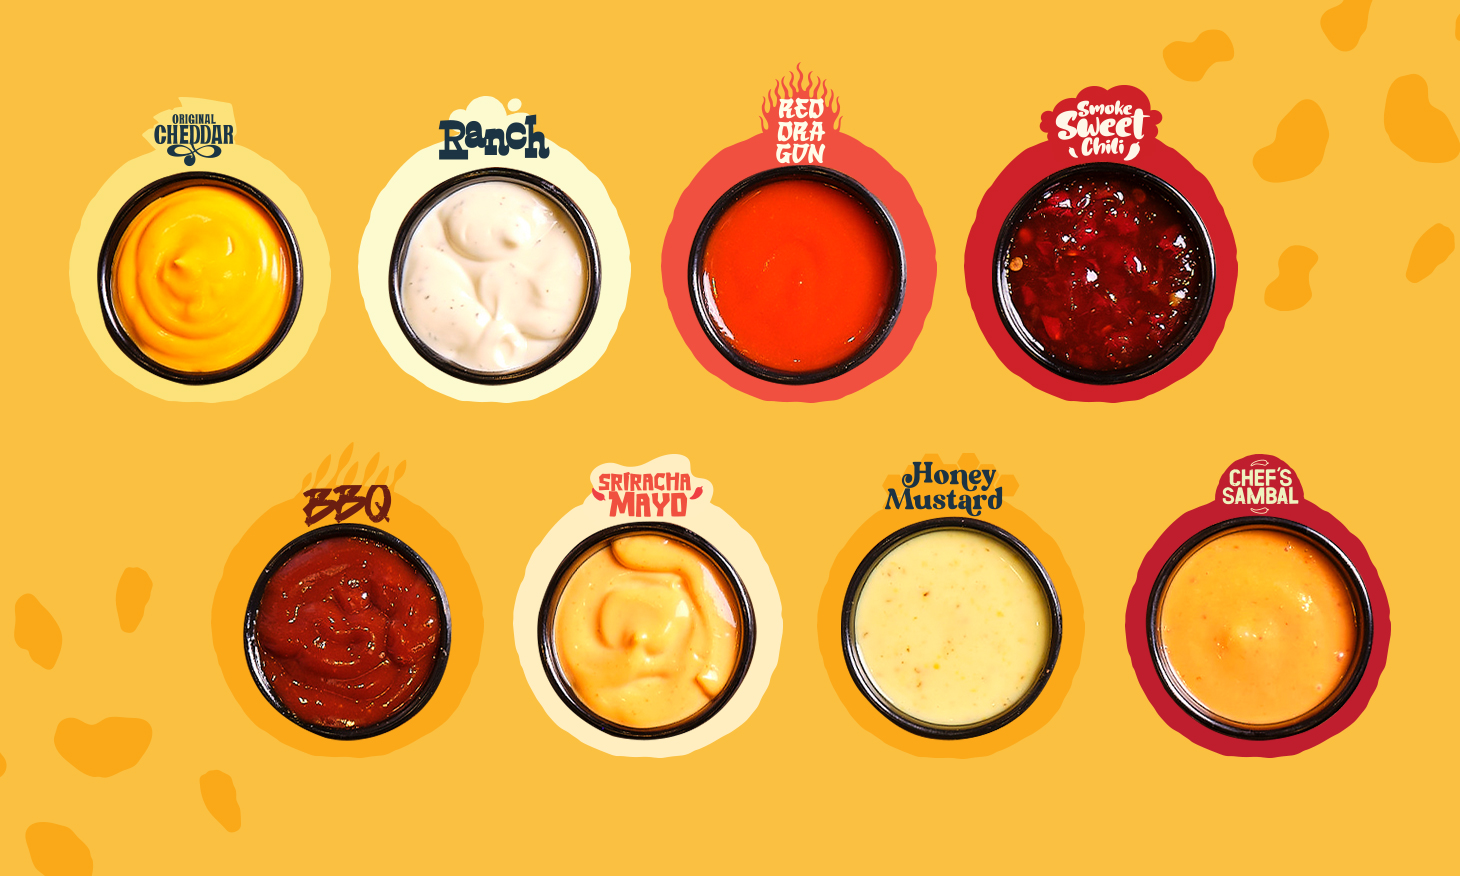 ORIGINAL
CHEDDAR
Ranch
RED
DRA
GON
Smoke
Sweet
Chili
BBQ
SRIRACHA
MAYO
Honey
Mustard
CHEF'S
SAMBAL